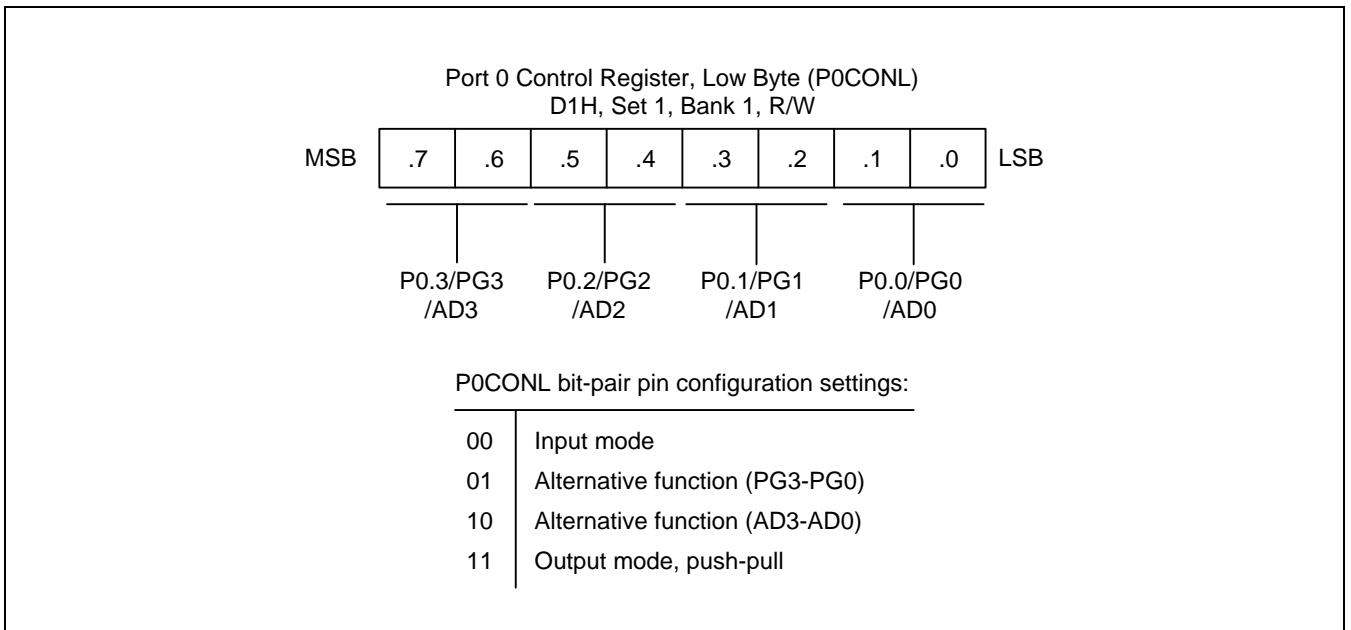 Port 0 Control Register, Low Byte (P0CONL)
D1H, Set 1, Bank 1, R/W
MSB .7 .6 .5 .4 .3 .2 .1 .0 LSB
P0.3/PG3 P0.2/PG2 P0.1/PG1 P0.0/PG0
/AD3 /AD2 /AD1 /AD0
P0CONL bit-pair pin configuration settings:
00 Input mode
01 Alternative function (PG3-PG0)
10 Alternative function (AD3-AD0)
11 Output mode, push-pull